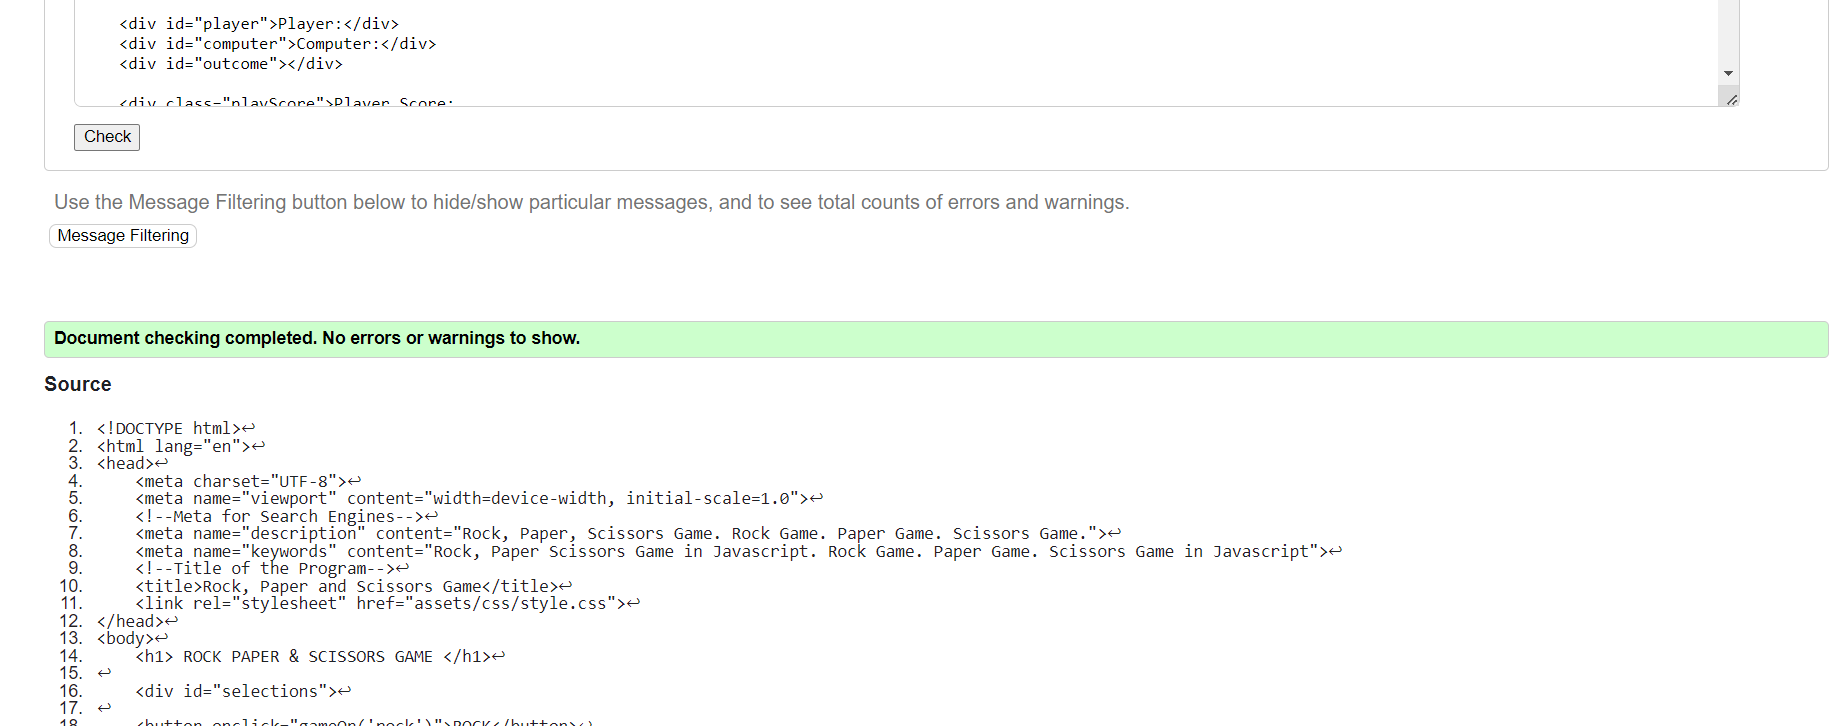 <div id="player">Player:</div>
<div id="computer">Computer:</div>
<div id="outcome"></div>
<div class="playScore">Player Score:
Check
Use the Message Filtering button below to hide/show particular messages, and to see total counts of errors and warnings.
Message Filtering
Document checking completed. No errors or warnings to show.
Source
1. <!DOCTYPE html>↩
2. <html lang="en">↩
3. <head>↩
4. <meta charset="UTF-8">↩
5. <meta name="viewport" content="width=device-width, initial-scale=1.0">↩
6. <!--Meta for Search Engines-->↩
7. <meta name="description" content="Rock, Paper, Scissors Game. Rock Game. Paper Game. Scissors Game.">↩
8. <meta name="keywords" content="Rock, Paper Scissors Game in Javascript. Rock Game. Paper Game. Scissors Game in Javascript">↩
9. <!--Title of the Program-->↩
10. <title>Rock, Paper and Scissors Game</title>↩
11. <link rel="stylesheet" href="assets/css/style.css">↩
12. </head>↩
13. <body>↩
14. <h1> ROCK PAPER & SCISSORS GAME </h1>↩
15. ↩
16. <div id="selections">↩
17. ↩
18. <button onclick="gameOn('rock')">ROCK</button>↩